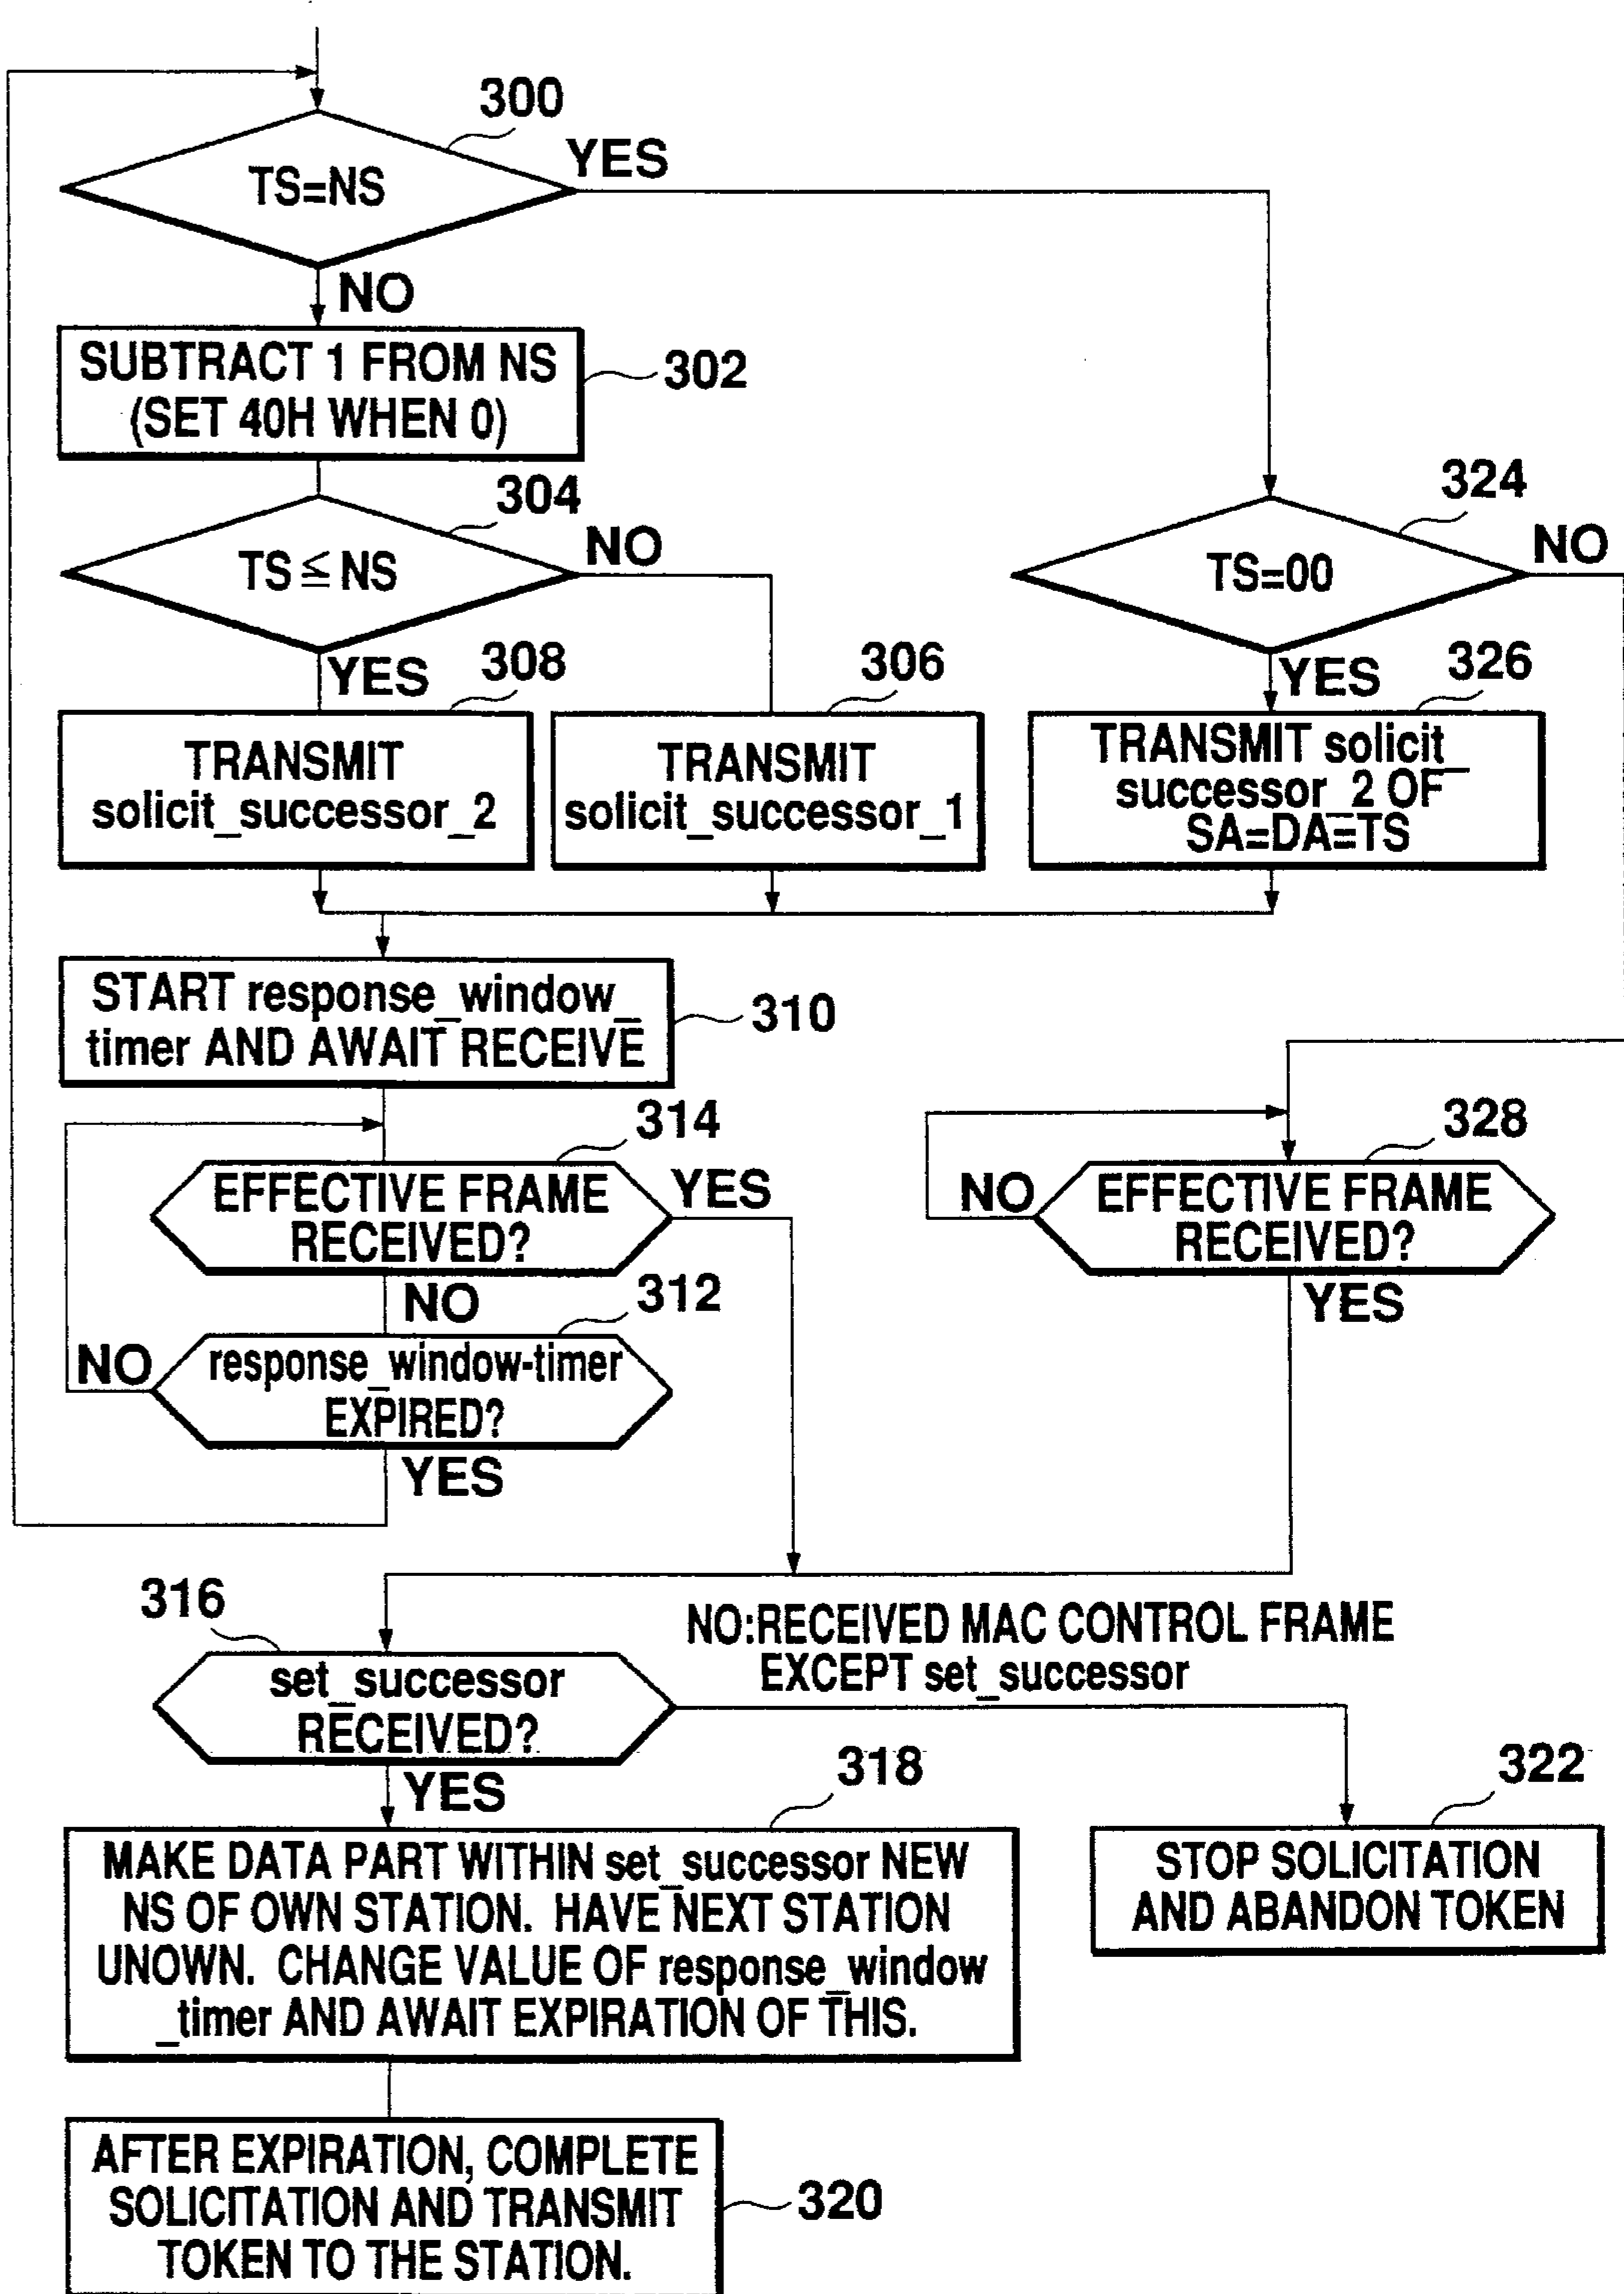 300
YES
TS=NS
NO
SUBTRACT 1 FROM NS
(SET 40H WHEN 0)
302
304
NO
TS ≦ NS
324
NO
TS=00
YES
308
306
YES
326
TRANSMIT
solicit_successor_2
TRANSMIT
solicit_successor_1
TRANSMIT solicit_
successor_2 OF
SA=DA=TS
START response_window_
timer AND AWAIT RECEIVE
310
314
EFFECTIVE FRAME
RECEIVED?
YES
NO
312
NO
response_window-timer
EXPIRED?
YES
328
NO
EFFECTIVE FRAME
RECEIVED?
YES
316
NO:RECEIVED MAC CONTROL FRAME
EXCEPT set_successor
set_successor
RECEIVED?
YES
318
322
MAKE DATA PART WITHIN set_successor NEW
NS OF OWN STATION. HAVE NEXT STATION
UNOWN. CHANGE VALUE OF response_window
_timer AND AWAIT EXPIRATION OF THIS.
STOP SOLICITATION
AND ABANDON TOKEN
AFTER EXPIRATION, COMPLETE
SOLICITATION AND TRANSMIT
TOKEN TO THE STATION.
320